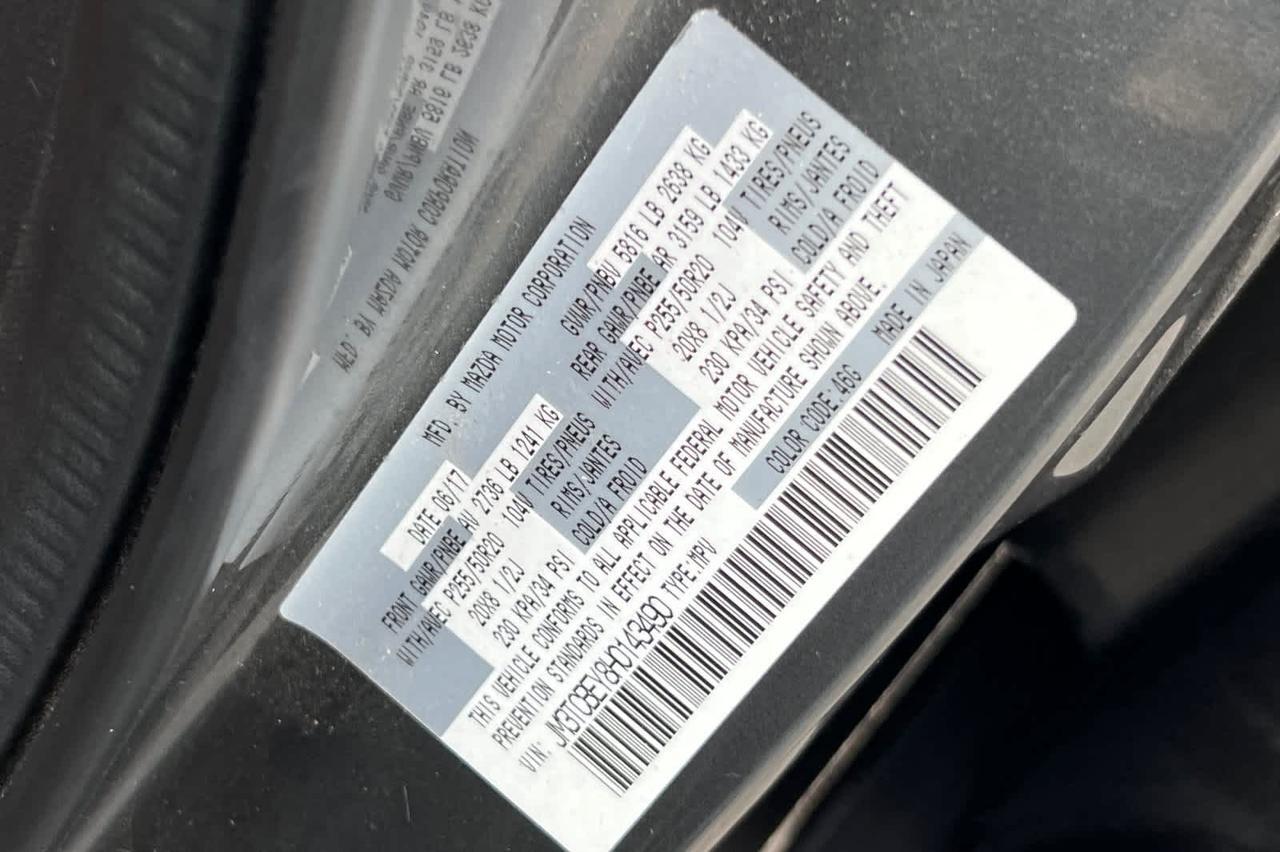 MFD. BY MAZDA MOTOR CORPORATION
DATE 06/17 GVWR/PNBV 5816 LB 2638 KG
FRONT GAWR/PNBE AV 2736 LB 1241 KG REAR GAWR/PNBE AR 3159 LB 1433 KG
WITH/AVEC P255/50R20 104V TIRES/PNEUS WITH/AVEC P255/50R20 104V TIRES/PNEUS
20X8 1/2J RIMS/JANTES 20X8 1/2J RIMS/JANTES
230 KPA/34 PSI COLD/A FROID 230 KPA/34 PSI. COLD/A FROID
THIS VEHICLE CONFORMS TO ALL APPLICABLE FEDERAL MOTOR VEHICLE SAFETY AND THEFT
PREVENTION STANDARDS IN EFFECT ON THE DATE OF MANUFACTURE SHOWN ABOVE.
VIN: JM3TCBEY8H0143490 TYPE:MPV COLOR CODE:46G MADE IN JAPAN